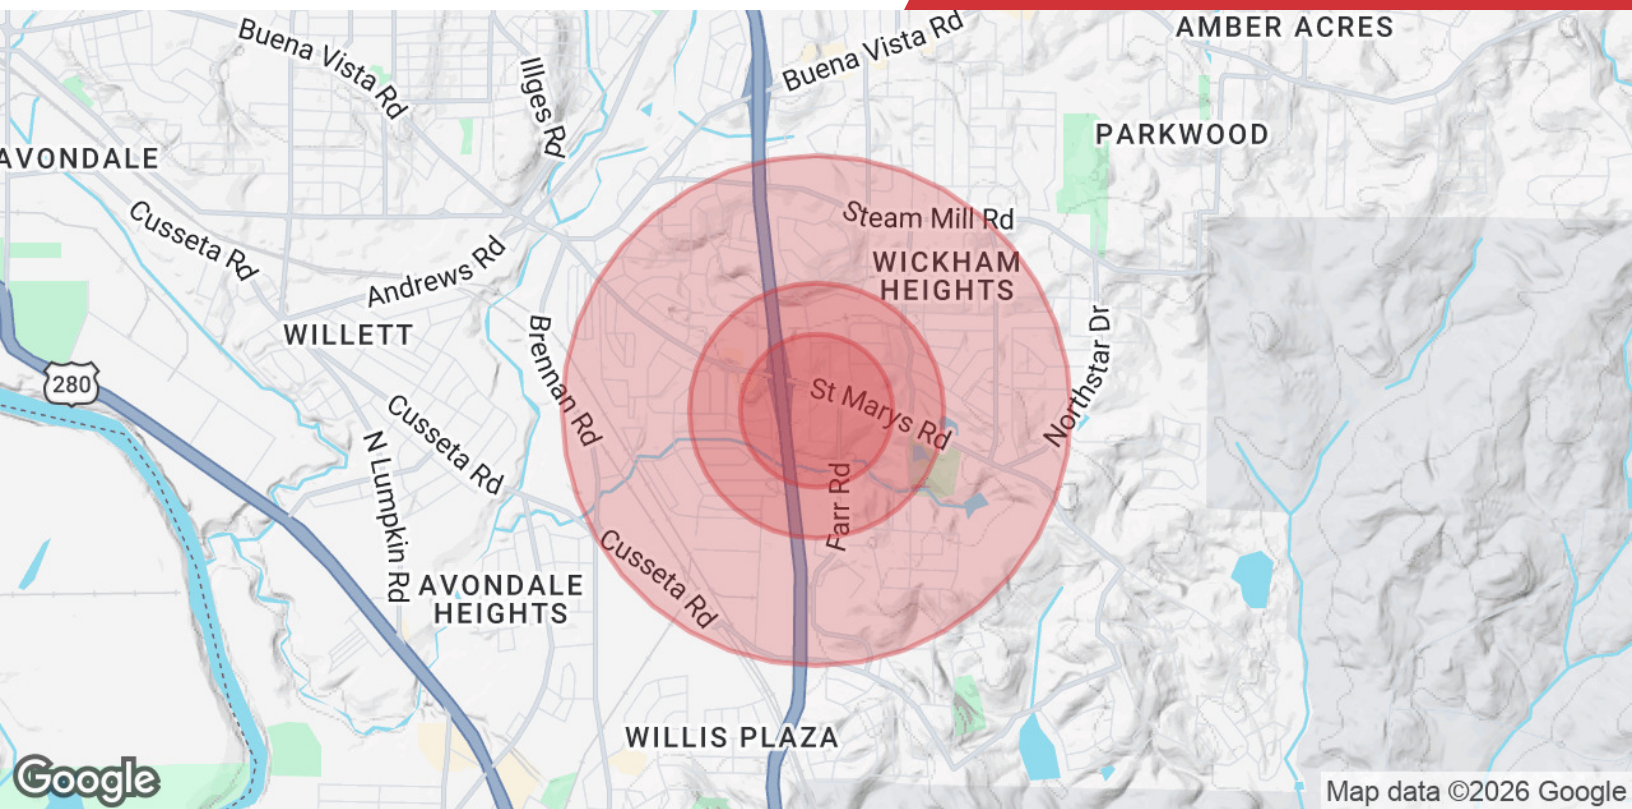 AMBER ACRES
Buena Vista Rd
Buena Vista Rd
Illges Rd
PARKWOOD
AVONDALE
Cusseta Rd
Steam Mill Rd
Andrews Rd
WICKHAM
HEIGHTS
WILLETT
Brennan Rd
Northstar Dr
280
St Marys Rd
Cusseta Rd
N Lumpkin Rd
Farr Rd
Cusseta Rd
AVONDALE
HEIGHTS
WILLIS PLAZA
Google
Map data ©2026 Google